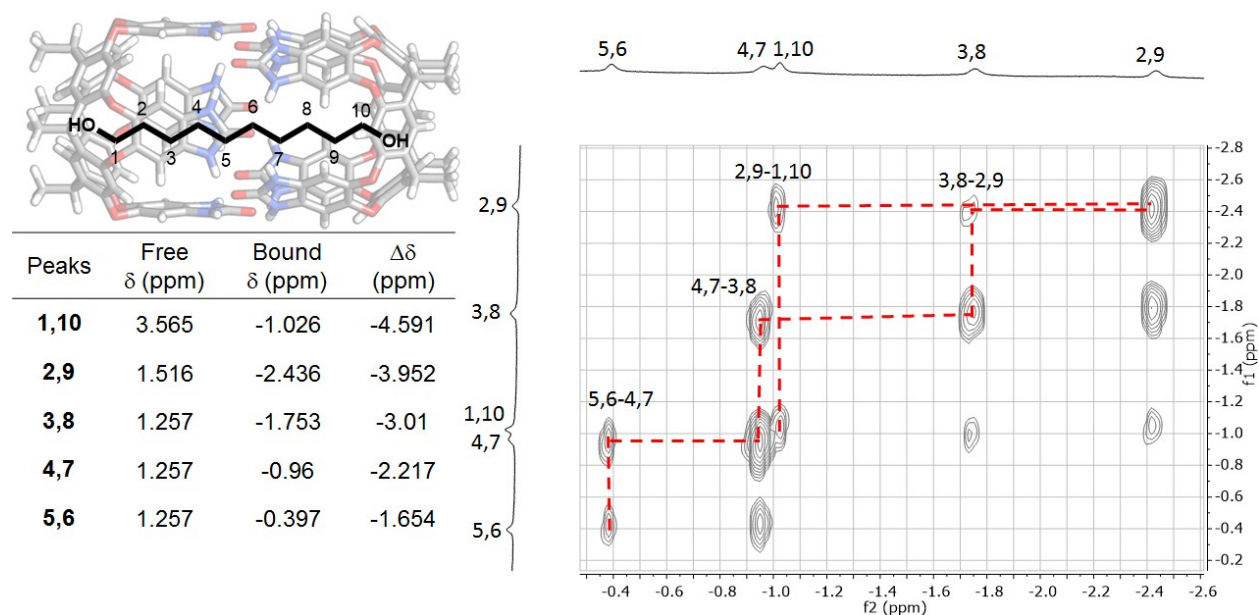 HO
1
2
3
4
5
6
7
8
9
10
OH
Peaks Free δ (ppm) Bound δ (ppm) Δδ (ppm)
1,10 3.565 -1.026 -4.591
2,9 1.516 -2.436 -3.952
3,8 1.257 -1.753 -3.01
4,7 1.257 -0.96 -2.217
5,6 1.257 -0.397 -1.654
2,9
3,8
1,10
4,7
5,6
5,6 4,7 1,10 3,8 2,9
2,9-1,10
3,8-2,9
4,7-3,8
5,6-4,7
-2.8
-2.6
-2.4
-2.2
-2.0
-1.8
-1.6
-1.4
-1.2
-1.0
-0.8
-0.6
-0.4
-0.2
f1 (ppm)
-0.4 -0.6 -0.8 -1.0 -1.2 -1.4 -1.6 -1.8 -2.0 -2.2 -2.4 -2.6
f2 (ppm)